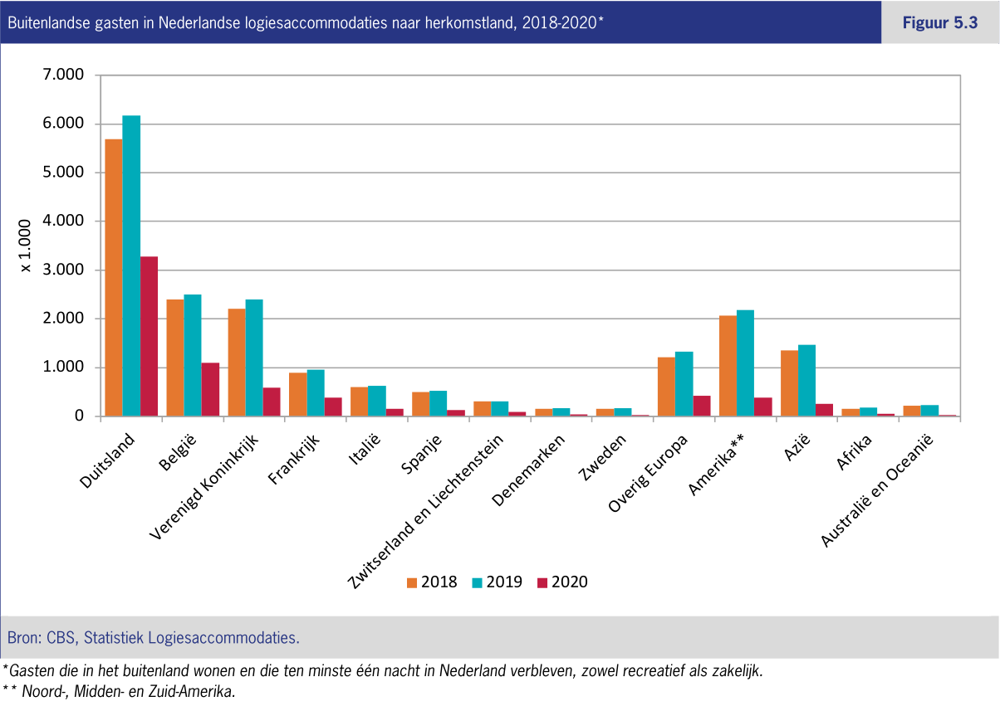 Buitenlandse gasten in Nederlandse logiesaccommodaties naar herkomstland, 2018-2020*
Figuur 5.3
7.000
6.000
5.000
4.000
3.000
2.000
1.000
0
x 1.000
Duitsland
België
Verenigd Koninkrijk
Frankrijk
Italië
Spanje
Zwitserland en Liechtenstein
Denemarken
Zweden
Overig Europa
Amerika**
Azië
Afrika
Australië en Oceanië
2018
2019
2020
Bron: CBS, Statistiek Logiesaccommodaties.
*Gasten die in het buitenland wonen en die ten minste één nacht in Nederland verbleven, zowel recreatief als zakelijk.
** Noord-, Midden- en Zuid-Amerika.